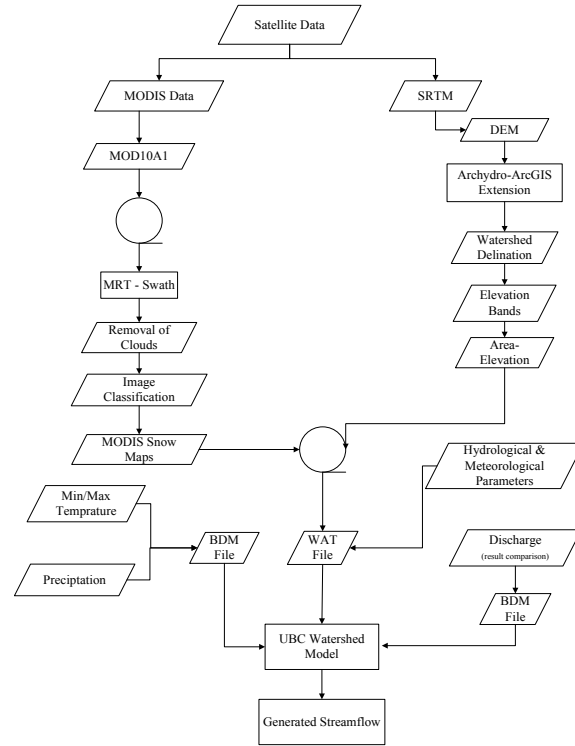 Satellite Data
MODIS Data
SRTM
DEM
MOD10A1
Archydro-ArcGIS
Extension
Watershed
Delination
MRT - Swath
Elevation
Bands
Removal of
Clouds
Area-
Elevation
Image
Classification
MODIS Snow
Maps
Hydrological &
Meteorological
Parameters
Min/Max
Temprature
BDM
File
WAT
File
Discharge
(result comparison)
Preciptation
BDM
File
UBC Watershed
Model
Generated Streamflow